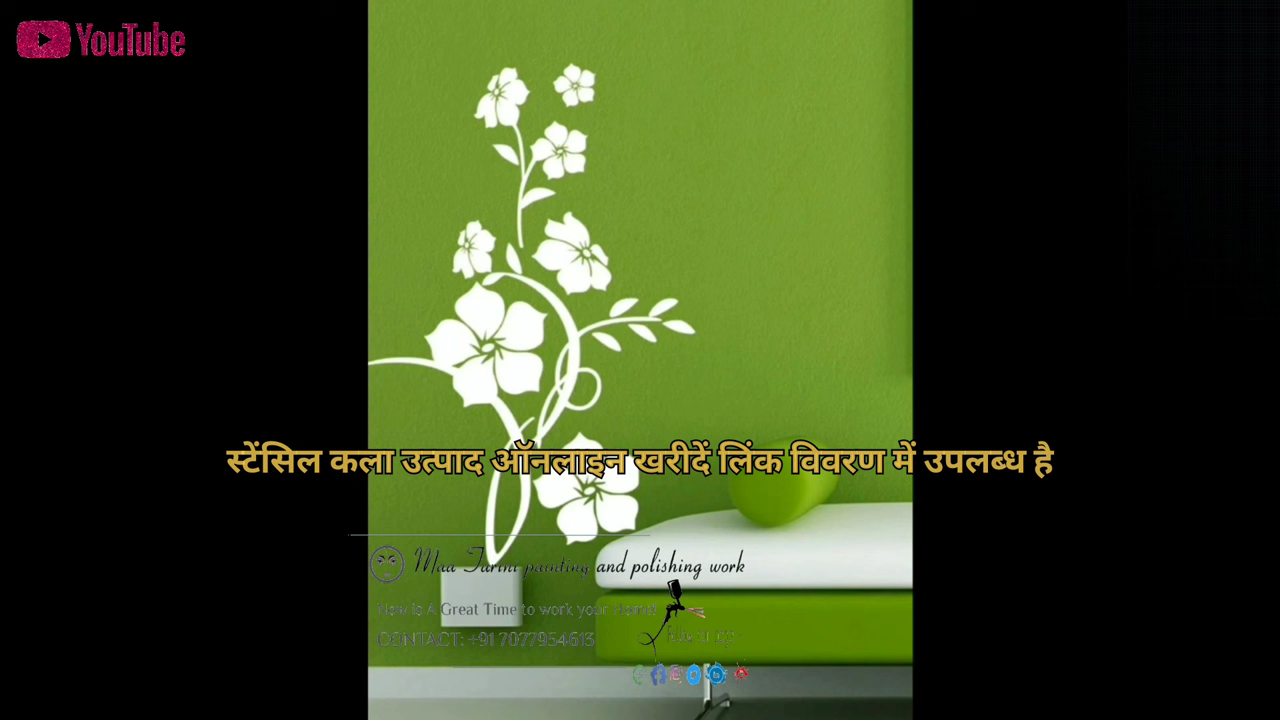 YouTube
स्टेंसिल कला उत्पाद ऑनलाइन खरीदें लिंक विवरण में उपलब्ध है
Maa Tarini painting and polishing work
Now is A Great Time to work your
CONTACT: +91 7077954613